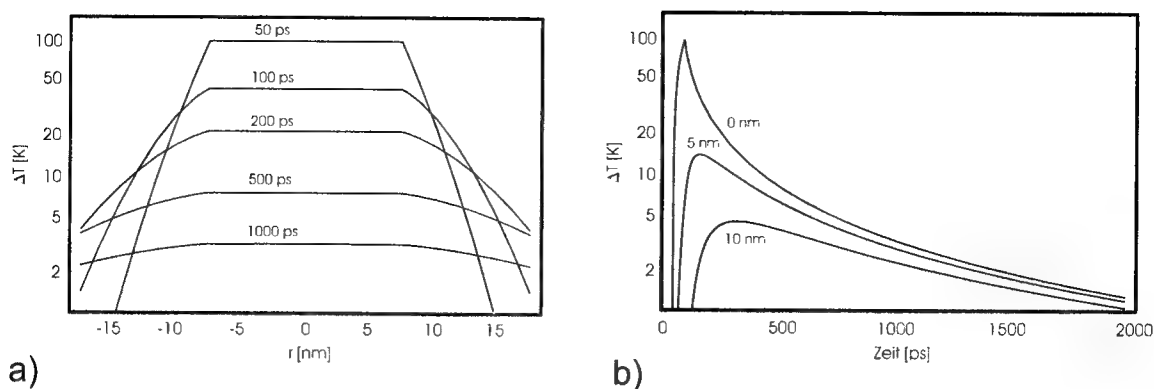 100
50
20
10
5
2
ΔT [K]
50 ps
100 ps
200 ps
500 ps
1000 ps
-15 -10 -5 0 5 10 15
r [nm]
a)
100
50
20
10
5
2
ΔT [K]
0 nm
5 nm
10 nm
0 500 1000 1500 2000
Zeit [ps]
b)